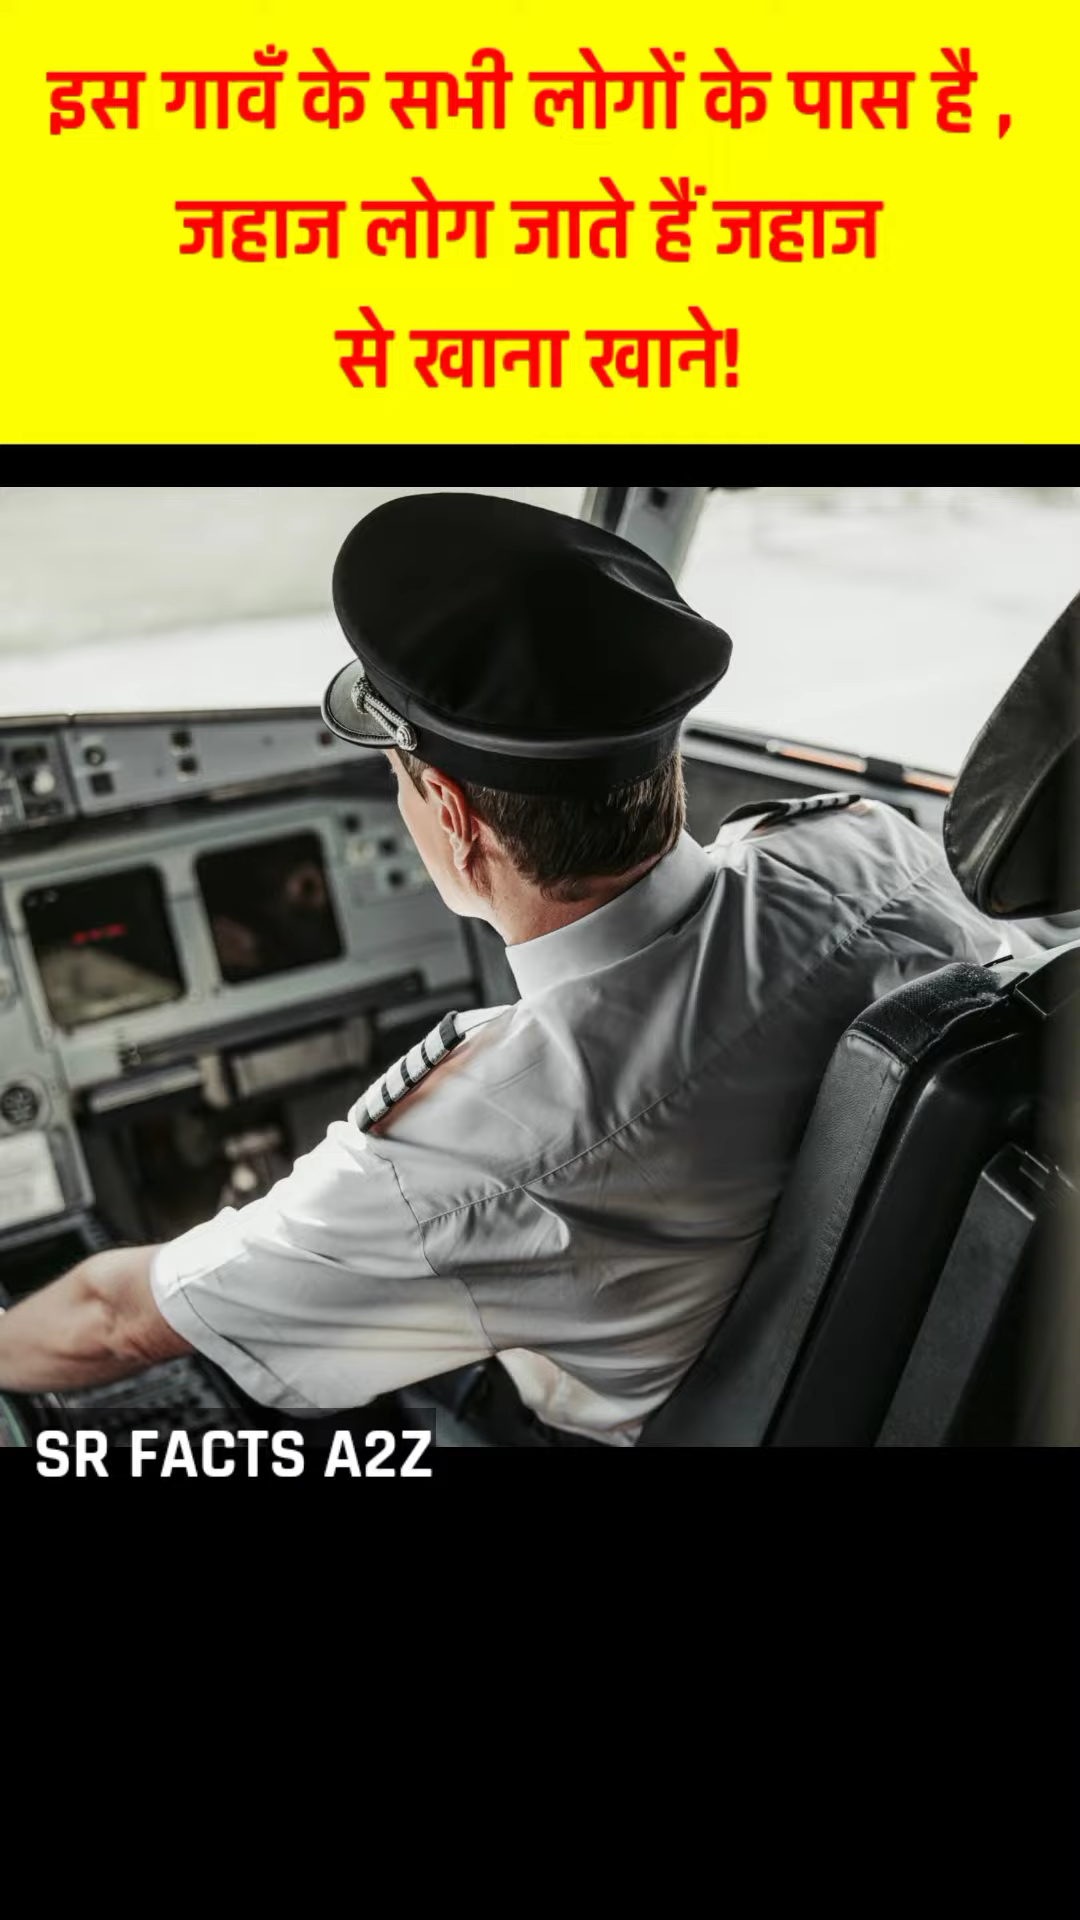 इस गावँ के सभी लोगों के पास है ,
जहाज लोग जाते हैं जहाज
से खाना खाने!
SR FACTS A2Z